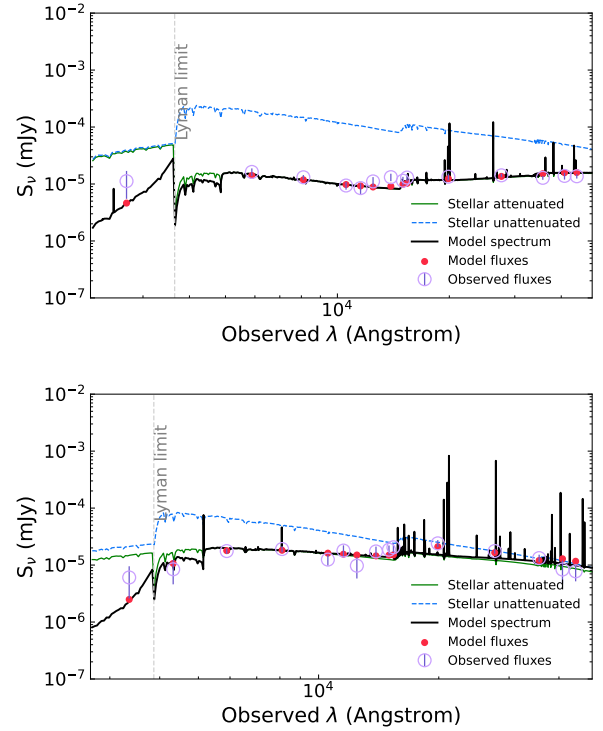 10⁻²
10⁻³
10⁻⁴
10⁻⁵
10⁻⁶
10⁻⁷
Sν (mJy)
Lyman limit
Stellar attenuated
Stellar unattenuated
Model spectrum
Model fluxes
Observed fluxes
10⁴
Observed λ (Angstrom)
10⁻²
10⁻³
10⁻⁴
10⁻⁵
10⁻⁶
10⁻⁷
Sν (mJy)
Lyman limit
Stellar attenuated
Stellar unattenuated
Model spectrum
Model fluxes
Observed fluxes
10⁴
Observed λ (Angstrom)